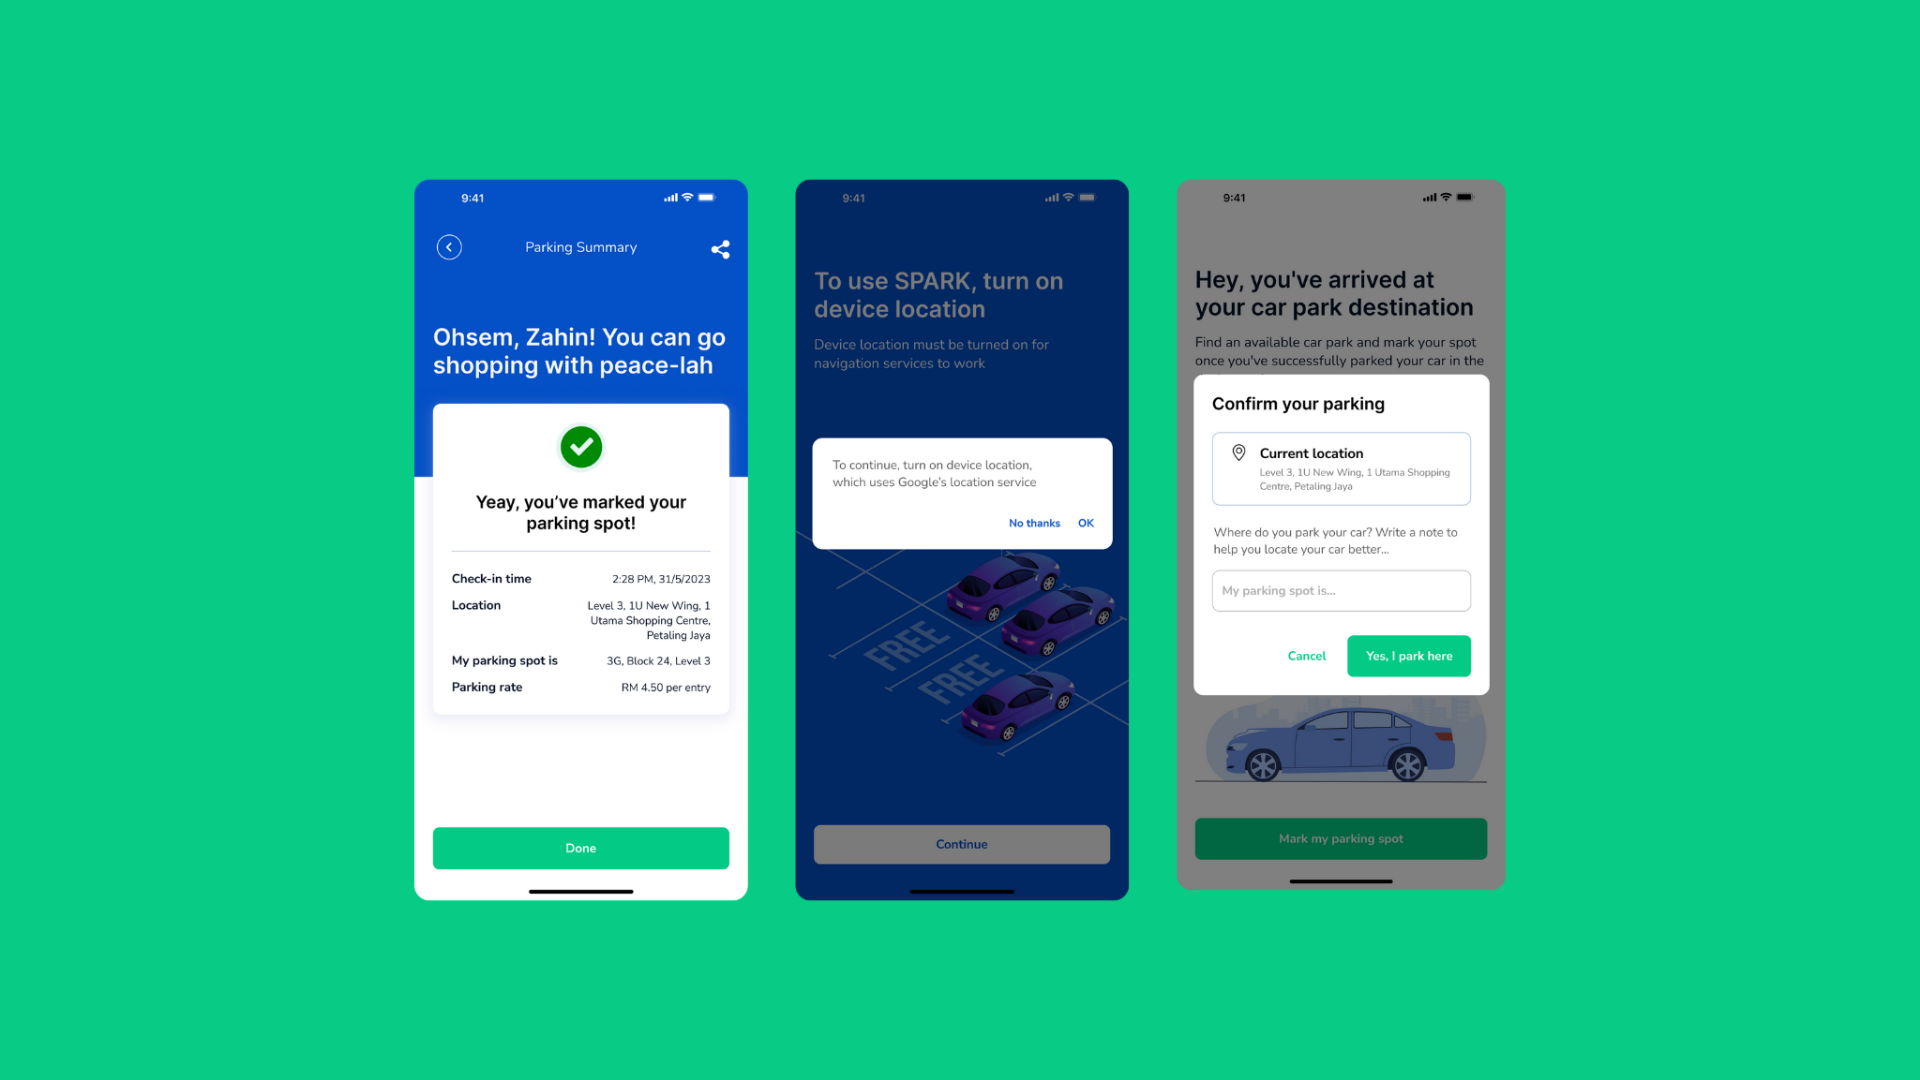 9:41
Parking Summary
Ohsem, Zahin! You can go
shopping with peace-lah
Yeay, you’ve marked your
parking spot!
Check-in time 2:28 PM, 31/5/2023
Location Level 3, 1U New Wing, 1
Utama Shopping Centre,
Petaling Jaya
My parking spot is 3G, Block 24, Level 3
Parking rate RM 4.50 per entry
Done
9:41
To use SPARK, turn on
device location
Device location must be turned on for
navigation services to work
To continue, turn on device location,
which uses Google’s location service
No thanks OK
FREE
FREE
Continue
9:41
Hey, you've arrived at
your car park destination
Find an available car park and mark your spot
once you've successfully parked your car in the
Confirm your parking
Current location
Level 3, 1U New Wing, 1 Utama Shopping
Centre, Petaling Jaya
Where do you park your car? Write a note to
help you locate your car better...
My parking spot is...
Cancel Yes, I park here
Mark my parking spot